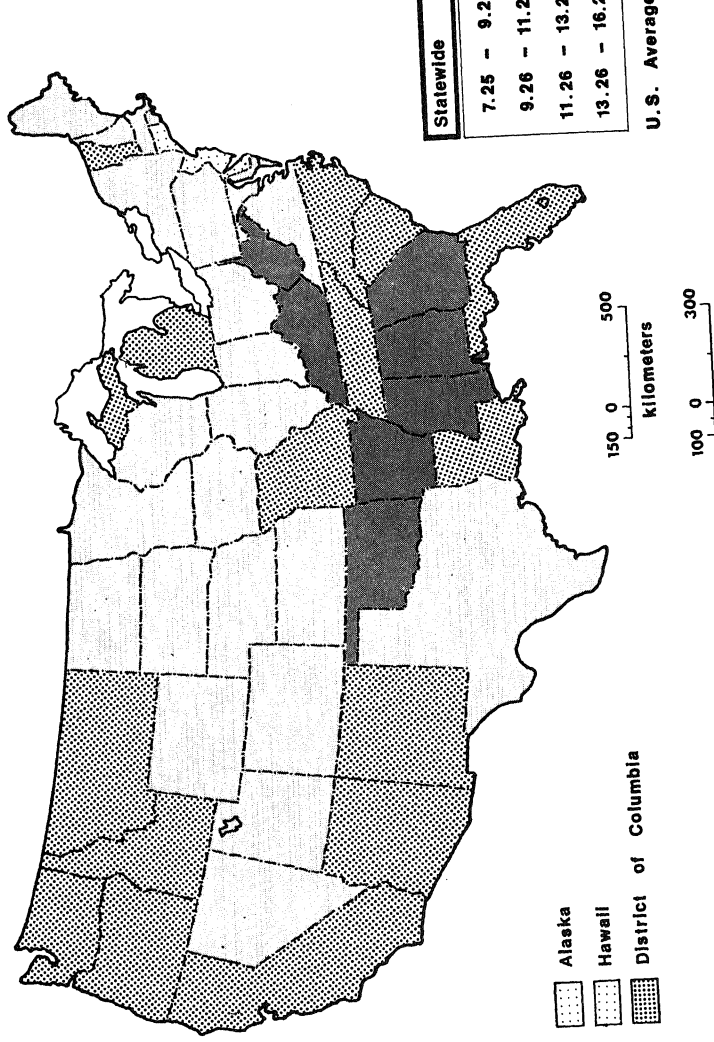 Statewide
7.25 - 9.2
9.26 - 11.2
11.26 - 13.2
13.26 - 16.2
U.S. Average
Alaska
Hawaii
District of Columbia
150 0 500
kilometers
100 0 300